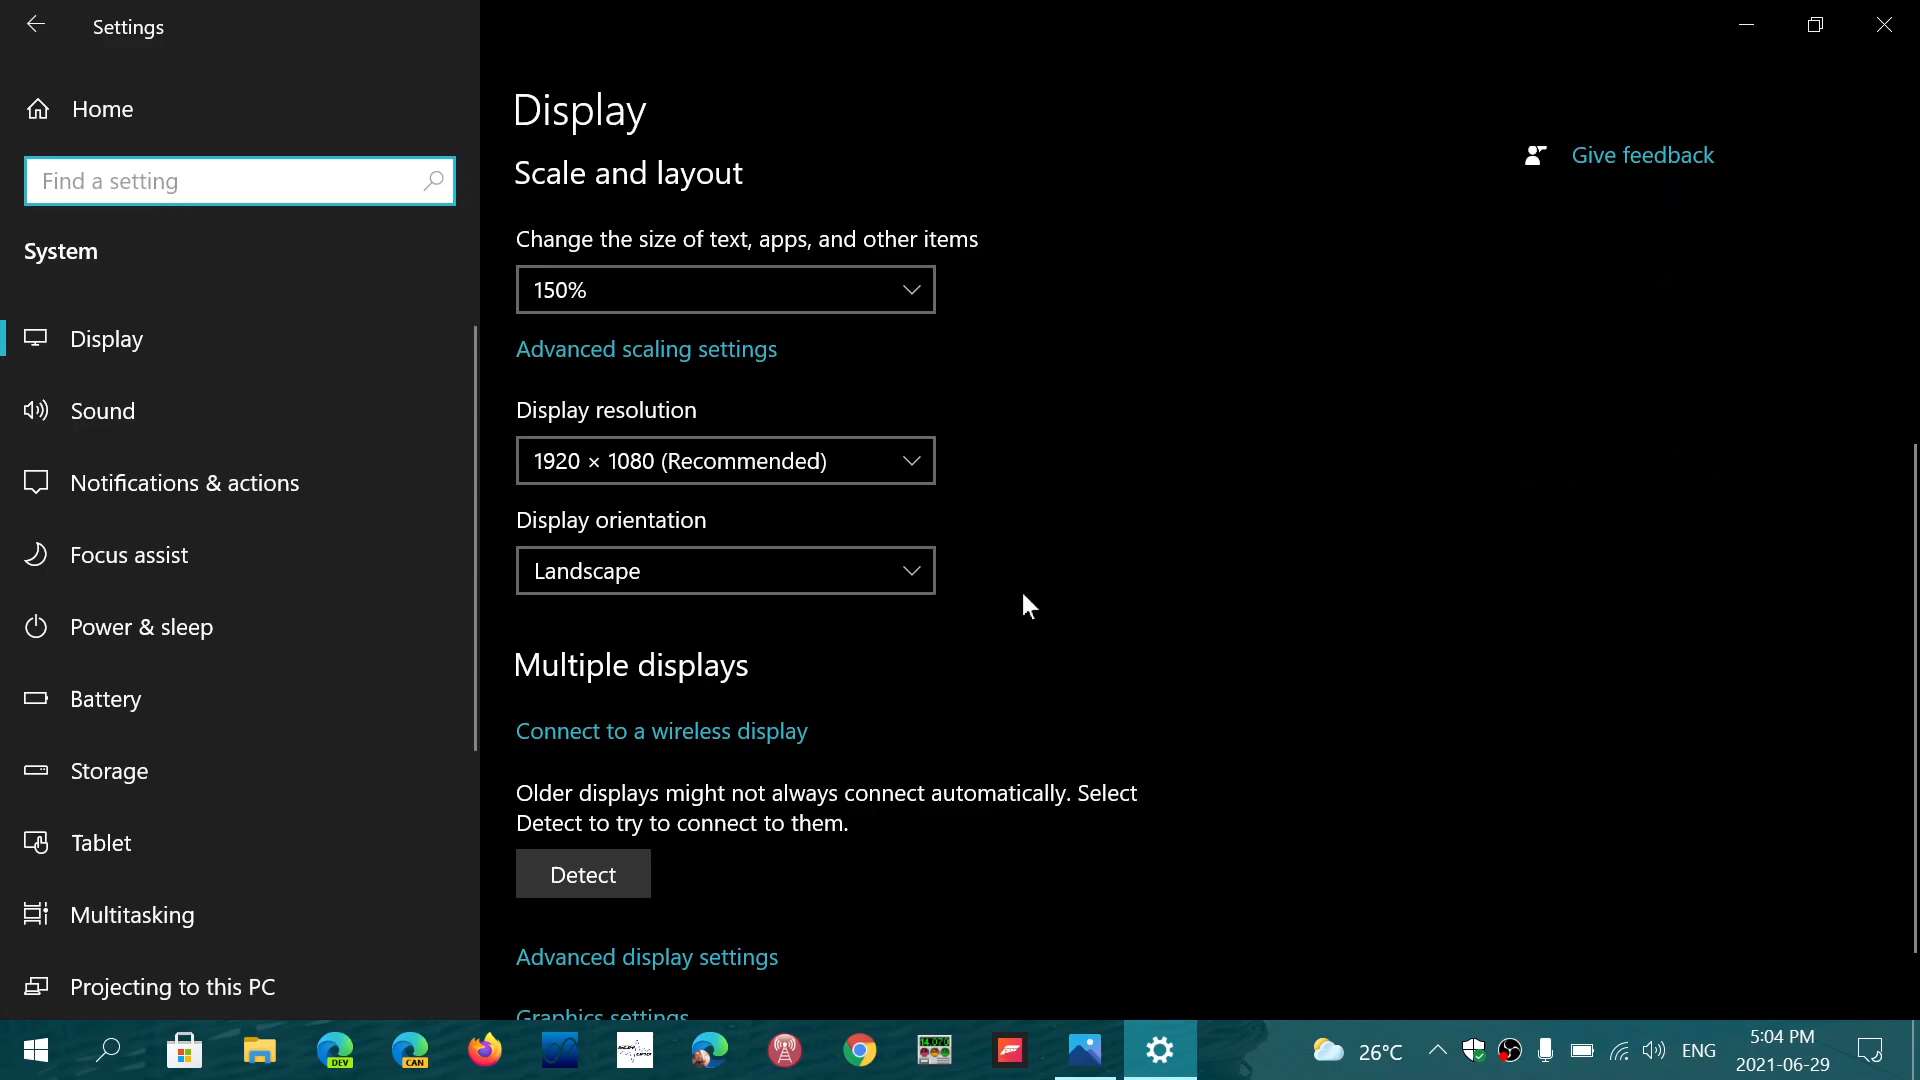 Settings
Home
Find a setting
System
Display
Sound
Notifications & actions
Focus assist
Power & sleep
Battery
Storage
Tablet
Multitasking
Projecting to this PC
Display
Scale and layout
Change the size of text, apps, and other items
150%
Advanced scaling settings
Display resolution
1920 × 1080 (Recommended)
Display orientation
Landscape
Multiple displays
Connect to a wireless display
Older displays might not always connect automatically. Select
Detect to try to connect to them.
Detect
Advanced display settings
Graphics settings
Give feedback
DEV
CAN
26°C
ENG
5:04 PM
2021-06-29